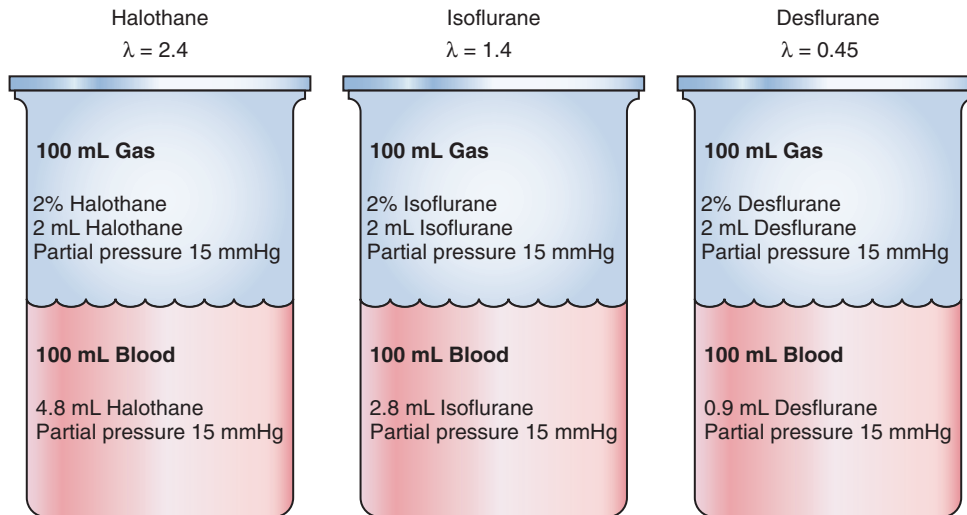 Halothane
λ = 2.4
100 mL Gas
2% Halothane
2 mL Halothane
Partial pressure 15 mmHg
100 mL Blood
4.8 mL Halothane
Partial pressure 15 mmHg
Isoflurane
λ = 1.4
100 mL Gas
2% Isoflurane
2 mL Isoflurane
Partial pressure 15 mmHg
100 mL Blood
2.8 mL Isoflurane
Partial pressure 15 mmHg
Desflurane
λ = 0.45
100 mL Gas
2% Desflurane
2 mL Desflurane
Partial pressure 15 mmHg
100 mL Blood
0.9 mL Desflurane
Partial pressure 15 mmHg